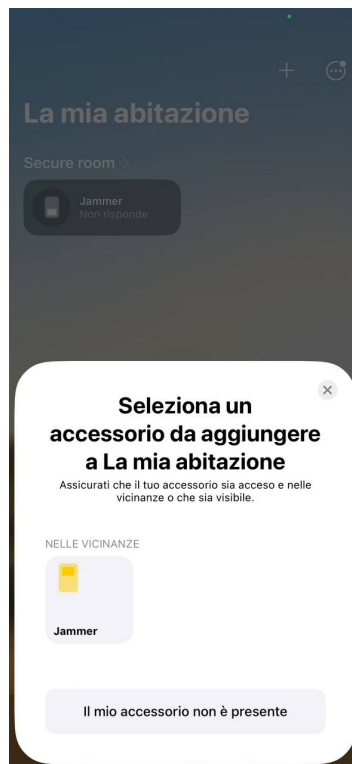 La mia abitazione
Secure room >
Jammer
Non risponde
Seleziona un
accessorio da aggiungere
a La mia abitazione
Assicurati che il tuo accessorio sia acceso e nelle
vicinanze o che sia visibile.
NELLE VICINANZE
Jammer
Il mio accessorio non è presente